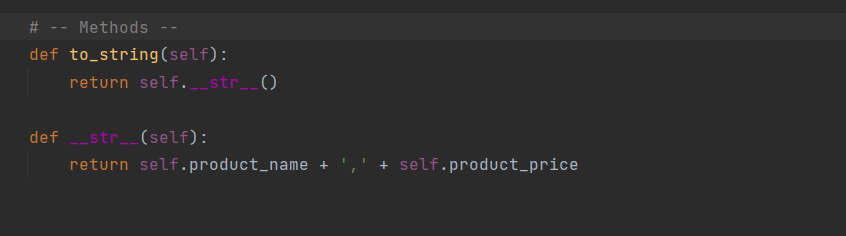 # -- Methods --
def to_string(self):
    return self.__str__()
def __str__(self):
    return self.product_name + ',' + self.product_price